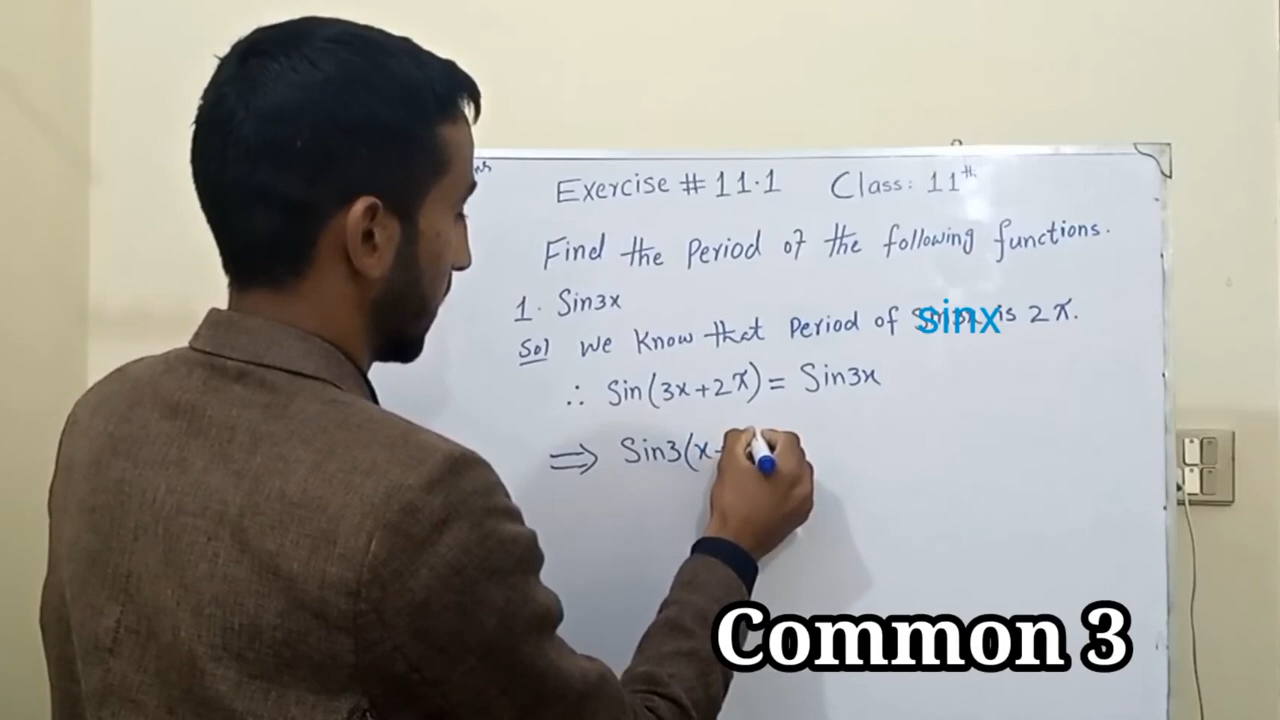 Exercise # 11.1 Class: 11th
Find the Period of the following functions.
1. Sin3x
Sol We Know that Period of sinx is 2π.
∴ Sin(3x+2π) = Sin3x
⇒ Sin3(x+
Common 3